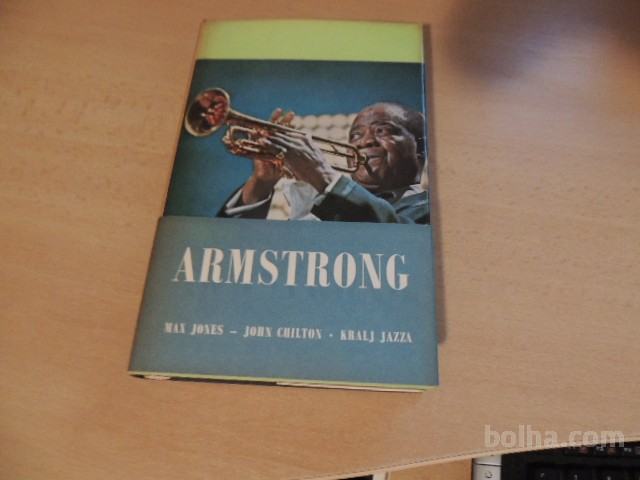 ARMSTRONG
MAX JONES – JOHN CHILTON • KRALJ JAZZA
bolha.com